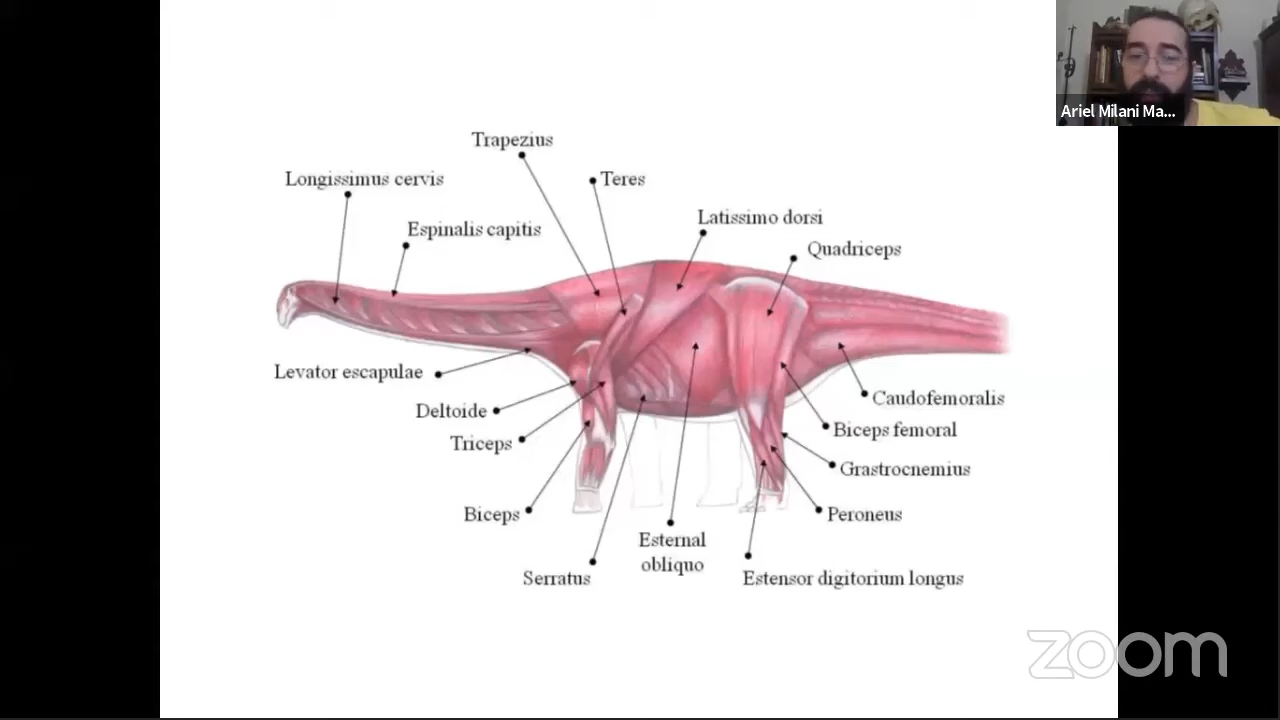 Ariel Milani Ma...
Trapezius
Longissimus cervis
Teres
Latissimo dorsi
Espinalis capitis
Quadriceps
Levator escapulae
Caudofemoralis
Deltoide
Biceps femoral
Triceps
Grastrocnemius
Biceps
Peroneus
Esternal
obliquo
Serratus
Estensor digitorium longus
zoom